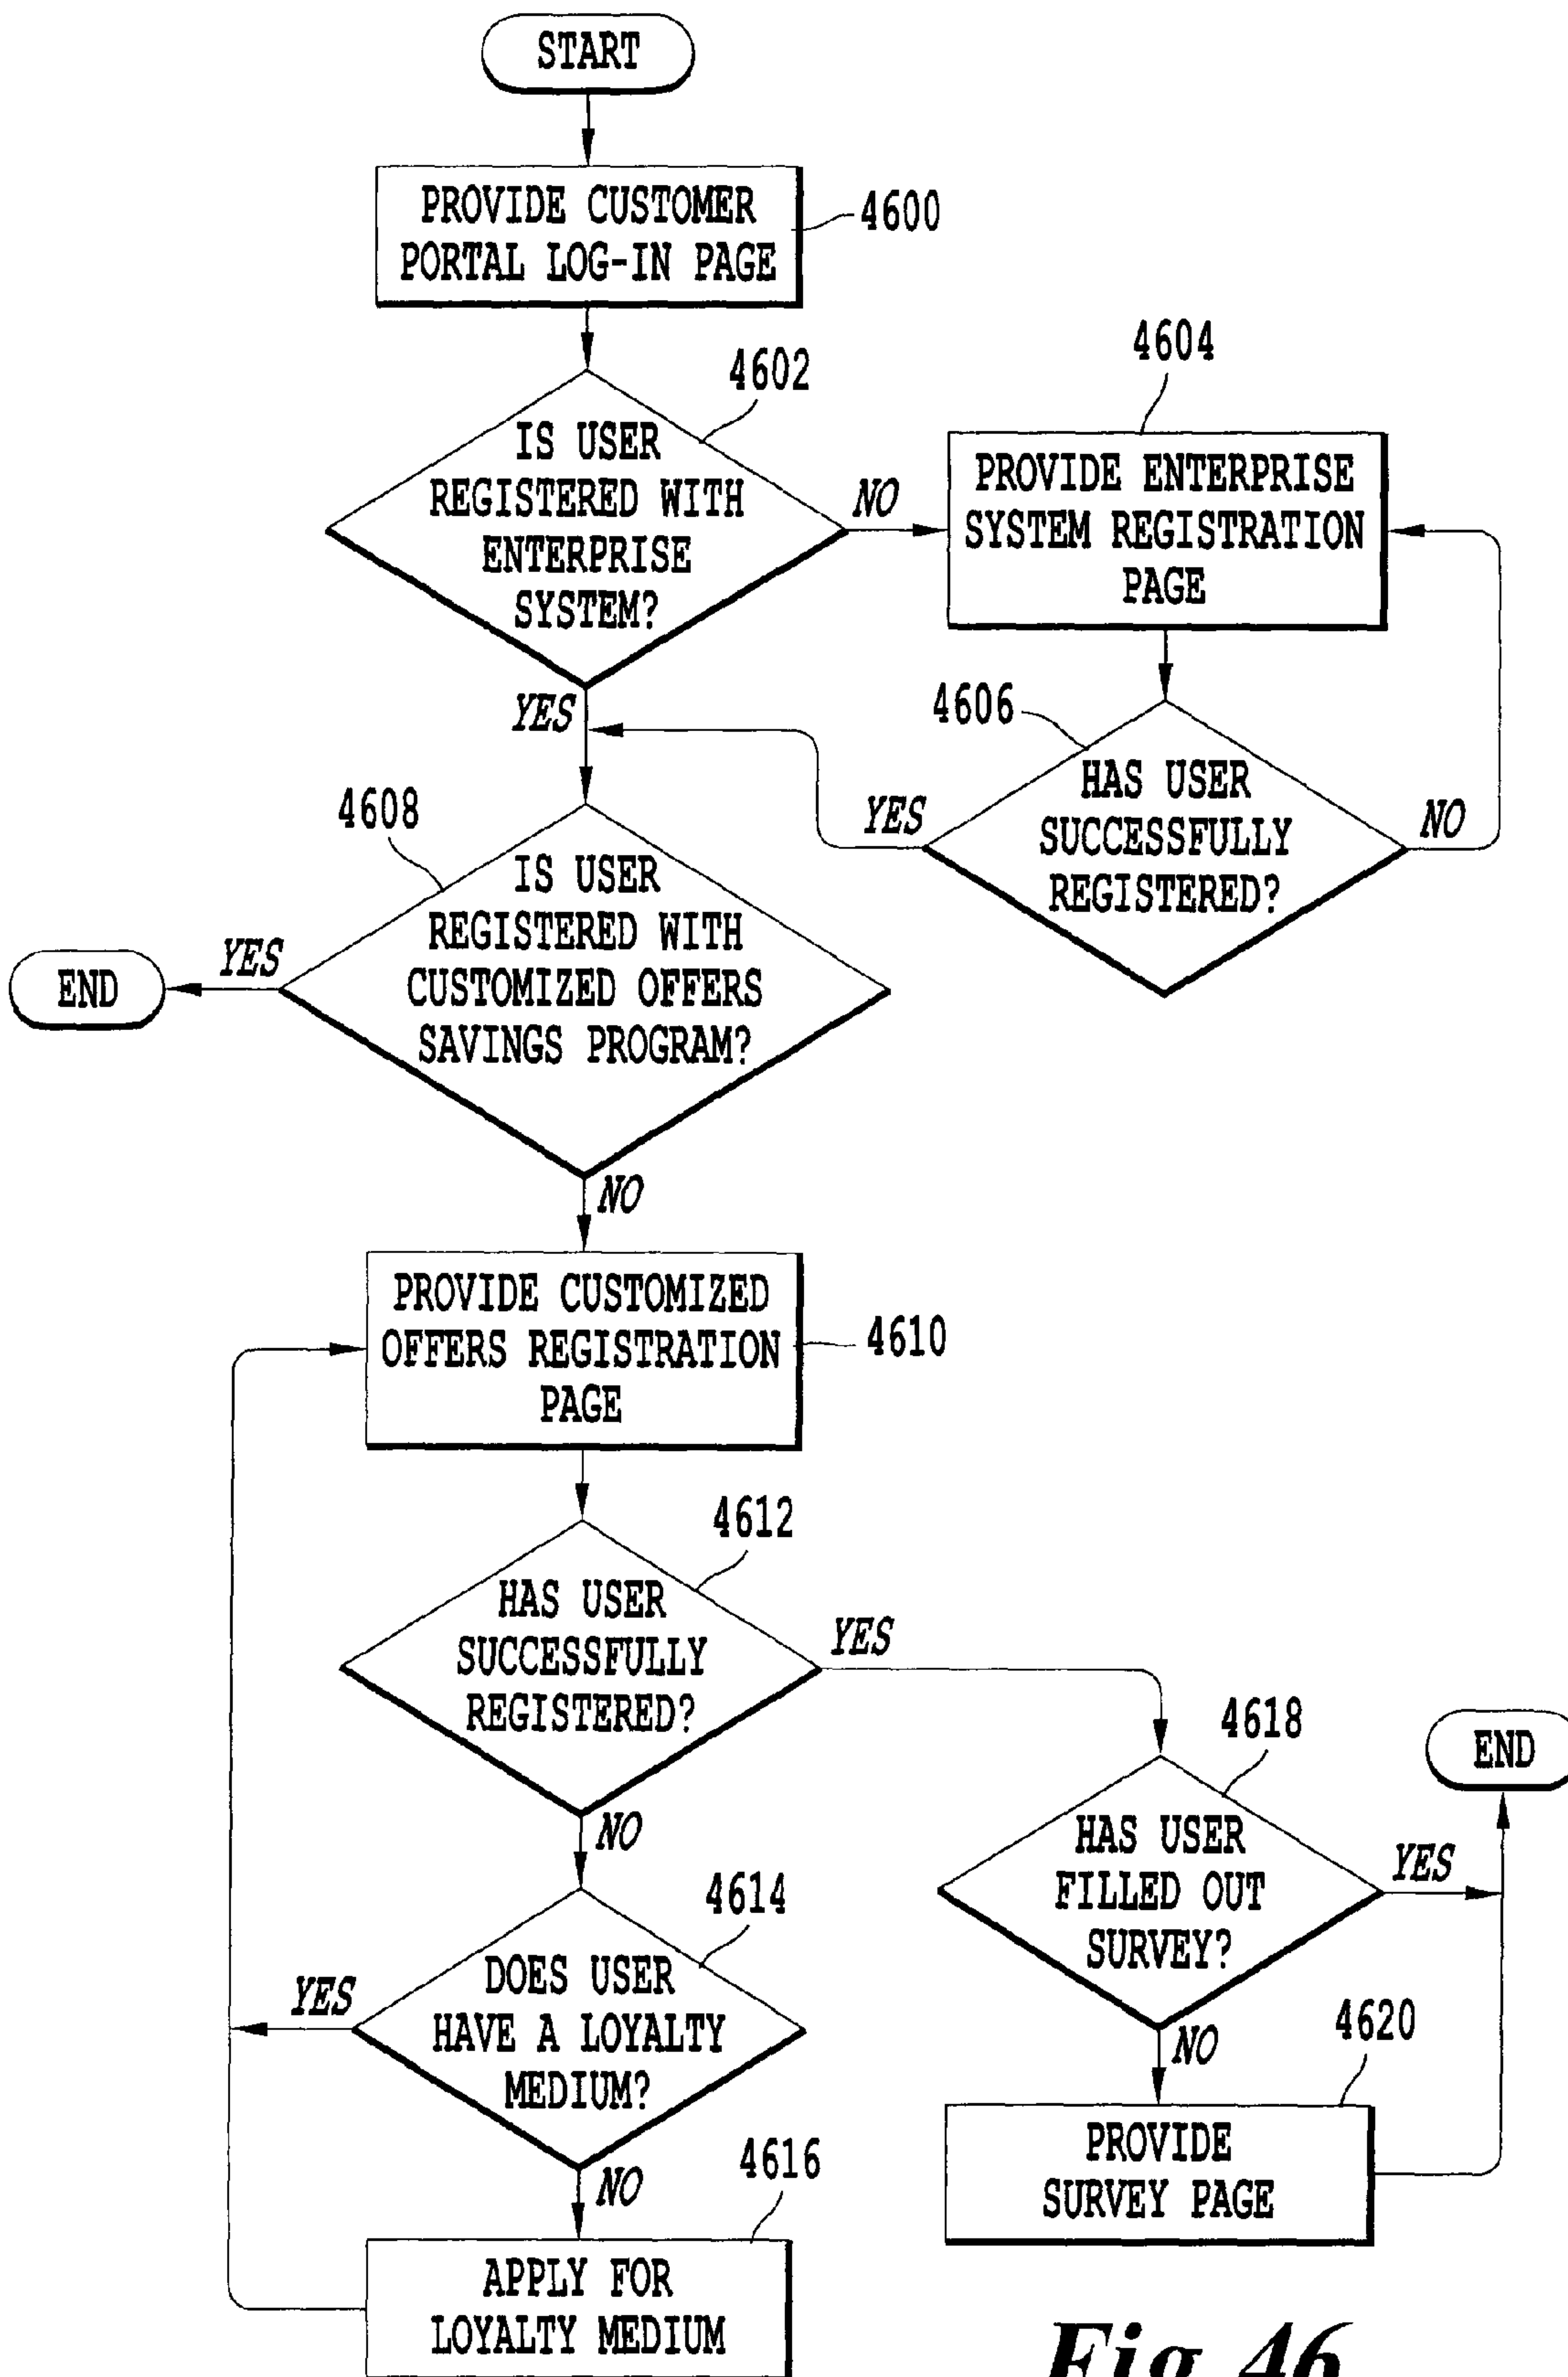 START
PROVIDE CUSTOMER
PORTAL LOG-IN PAGE
4600
4602
IS USER
REGISTERED WITH
ENTERPRISE
SYSTEM?
NO
YES
4604
PROVIDE ENTERPRISE
SYSTEM REGISTRATION
PAGE
4606
HAS USER
SUCCESSFULLY
REGISTERED?
YES
NO
4608
IS USER
REGISTERED WITH
CUSTOMIZED OFFERS
SAVINGS PROGRAM?
YES
END
NO
PROVIDE CUSTOMIZED
OFFERS REGISTRATION
PAGE
4610
4612
HAS USER
SUCCESSFULLY
REGISTERED?
YES
NO
4614
DOES USER
HAVE A LOYALTY
MEDIUM?
YES
NO
4616
APPLY FOR
LOYALTY MEDIUM
4618
HAS USER
FILLED OUT
SURVEY?
YES
END
NO
4620
PROVIDE
SURVEY PAGE
Fig 46